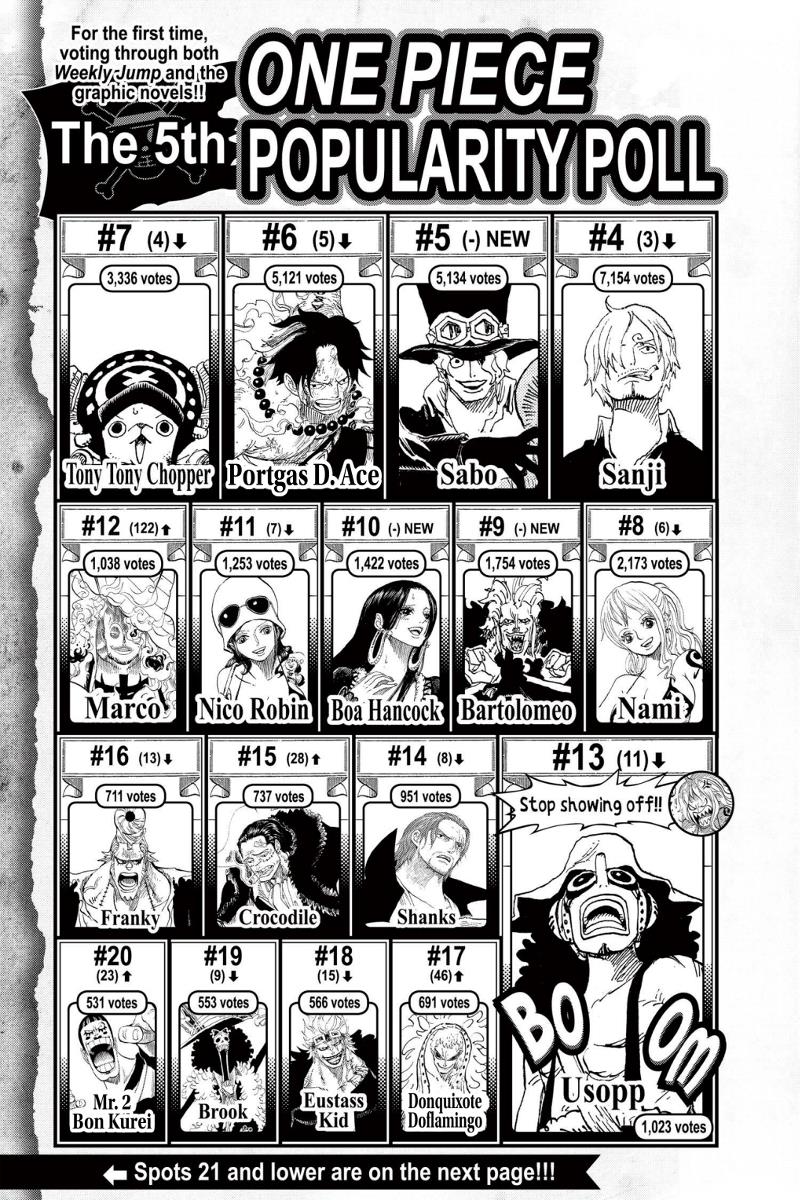 For the first time,
voting through both
Weekly Jump and the
graphic novels!!
The 5th
ONE PIECE
POPULARITY POLL
#4 (3)⬇
7,154 votes
Sanji
#5 (-) NEW
5,134 votes
Sabo
#6 (5)⬇
5,121 votes
Portgas D. Ace
#7 (4)⬇
3,336 votes
Tony Tony Chopper
#8 (6)⬇
2,173 votes
Nami
#9 (-) NEW
1,754 votes
Bartolomeo
#10 (-) NEW
1,422 votes
Boa Hancock
#11 (7)⬇
1,253 votes
Nico Robin
#12 (122)⬆
1,038 votes
Marco
#13 (11)⬇
Stop showing off!!
BOOM
Usopp
1,023 votes
#14 (8)⬇
951 votes
Shanks
#15 (28)⬆
737 votes
Crocodile
#16 (13)⬇
711 votes
Franky
#17
(46)⬆
691 votes
Donquixote
Doflamingo
#18
(15)⬇
566 votes
Eustass
Kid
#19
(9)⬇
553 votes
Brook
#20
(23)⬆
531 votes
Mr. 2
Bon Kurei
⬅ Spots 21 and lower are on the next page!!!